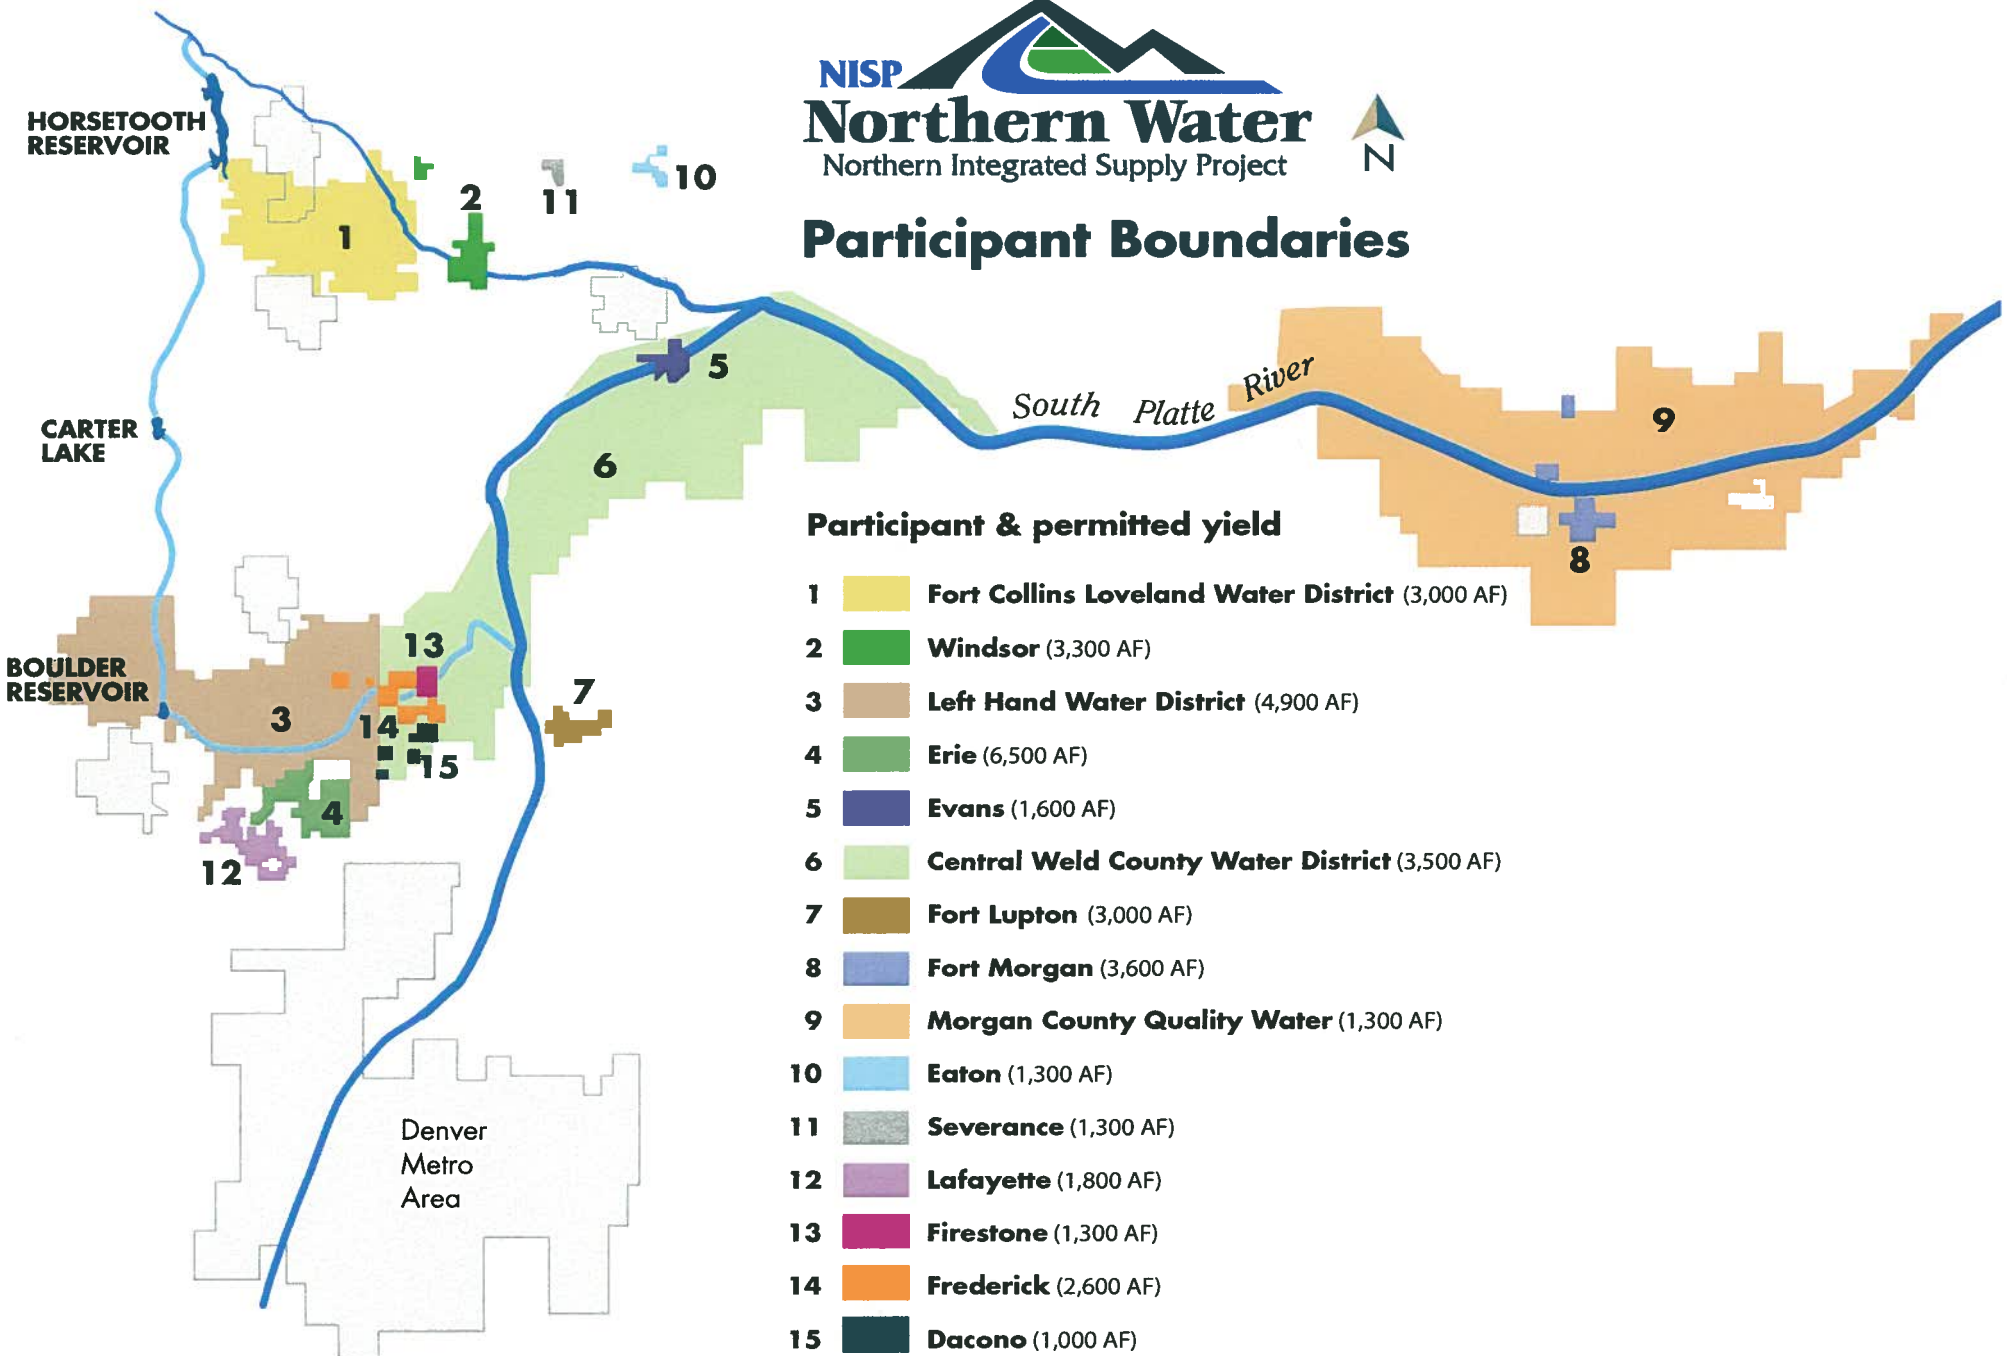 NISP
Northern Water
Northern Integrated Supply Project
N
Participant Boundaries
HORSETOOTH
RESERVOIR
CARTER
LAKE
BOULDER
RESERVOIR
1
2
11
10
5
6
South Platte River
9
8
13
3
14
15
7
4
12
Denver
Metro
Area
Participant & permitted yield
1 Fort Collins Loveland Water District (3,000 AF)
2 Windsor (3,300 AF)
3 Left Hand Water District (4,900 AF)
4 Erie (6,500 AF)
5 Evans (1,600 AF)
6 Central Weld County Water District (3,500 AF)
7 Fort Lupton (3,000 AF)
8 Fort Morgan (3,600 AF)
9 Morgan County Quality Water (1,300 AF)
10 Eaton (1,300 AF)
11 Severance (1,300 AF)
12 Lafayette (1,800 AF)
13 Firestone (1,300 AF)
14 Frederick (2,600 AF)
15 Dacono (1,000 AF)